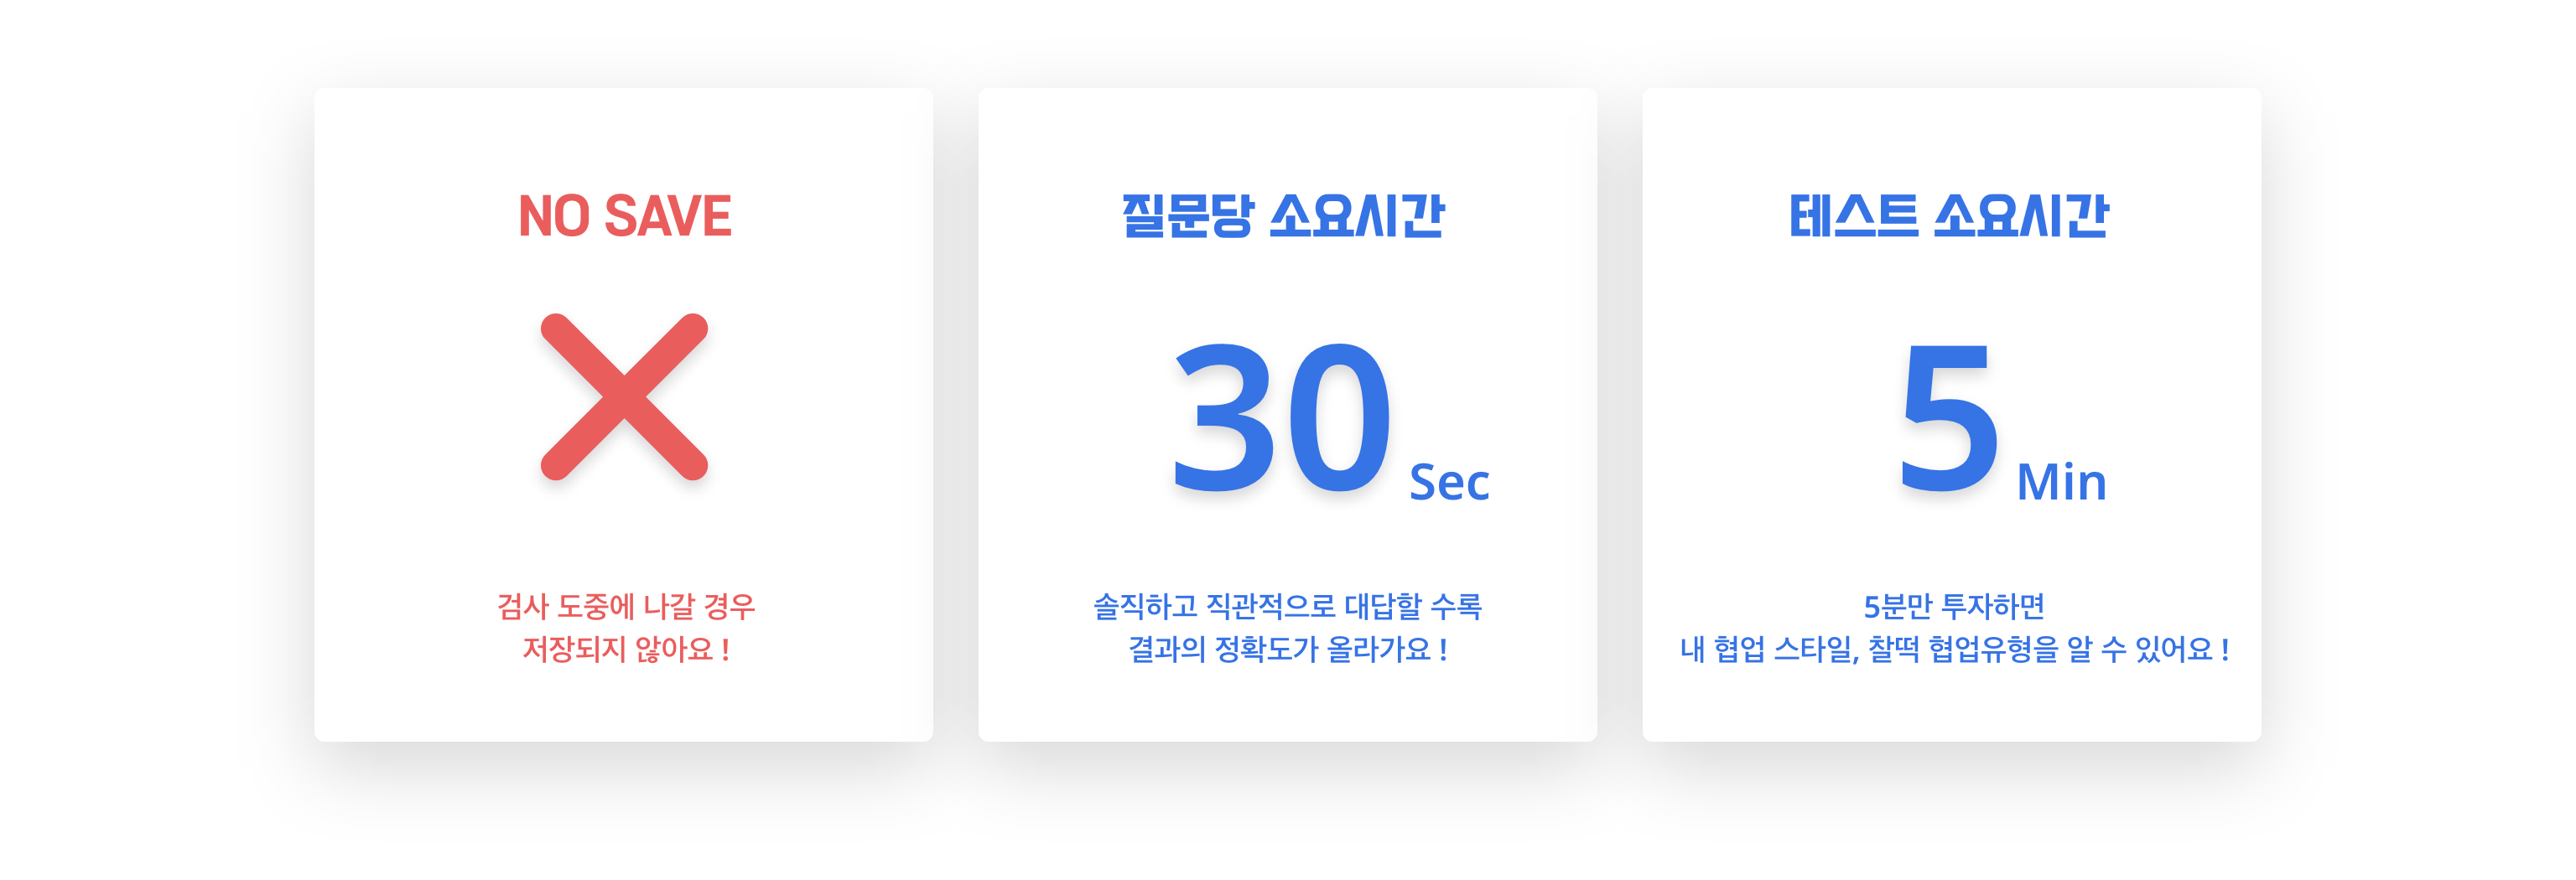 NO SAVE
검사 도중에 나갈 경우
저장되지 않아요 !
질문당 소요시간
30 Sec
솔직하고 직관적으로 대답할 수록
결과의 정확도가 올라가요 !
테스트 소요시간
5 Min
5분만 투자하면
내 협업 스타일, 찰떡 협업유형을 알 수 있어요 !